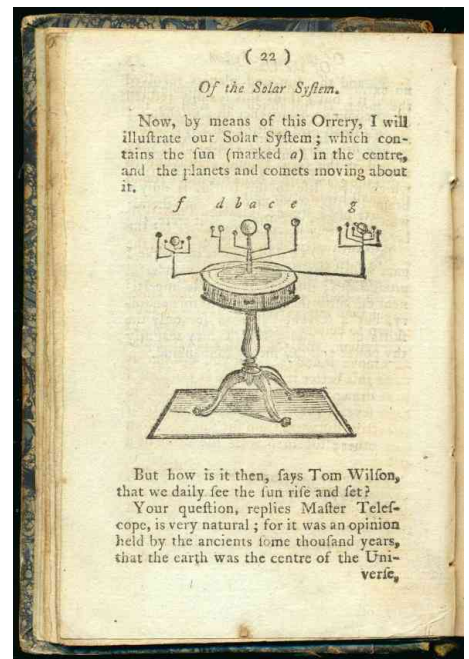 ( 22 )
Of the Solar Syſtem.
Now, by means of this Orrery, I will
illuſtrate our Solar Syſtem; which con-
tains the ſun (marked a) in the centre,
and the planets and comets moving about
it.
f d b a c e g
But how is it then, ſays Tom Wilſon,
that we daily ſee the ſun riſe and ſet?
Your queſtion, replies Maſter Teleſ-
cope, is very natural; for it was an opinion
held by the ancients ſome thouſand years,
that the earth was the centre of the Uni-
verſe,